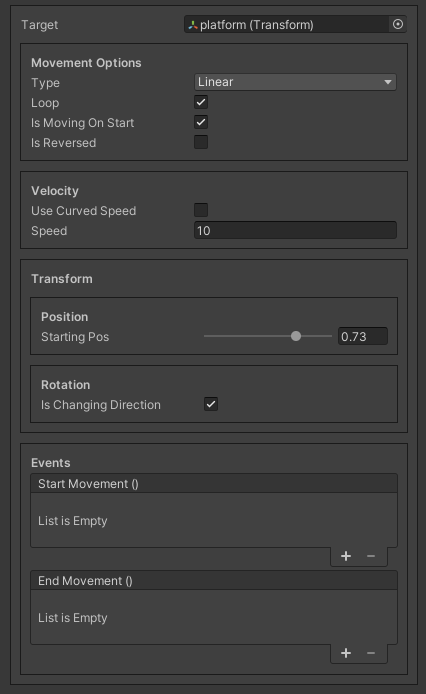 Target platform (Transform)
Movement Options
Type Linear
Loop
Is Moving On Start
Is Reversed
Velocity
Use Curved Speed
Speed 10
Transform
Position
Starting Pos 0.73
Rotation
Is Changing Direction
Events
Start Movement ()
List is Empty
+ −
End Movement ()
List is Empty
+ −